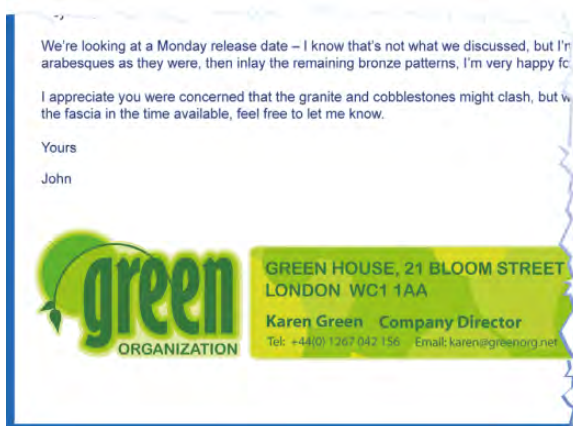 We're looking at a Monday release date – I know that's not what we discussed, but
arabesques as they were, then inlay the remaining bronze patterns, I'm very happy
I appreciate you were concerned that the granite and cobblestones might clash, but
the fascia in the time available, feel free to let me know.
Yours
John
green
ORGANIZATION
GREEN HOUSE, 21 BLOOM STREET
LONDON WC1 1AA
Karen Green Company Director
Tel: +44(0) 1267 042 156 Email: karen@greenorg.net